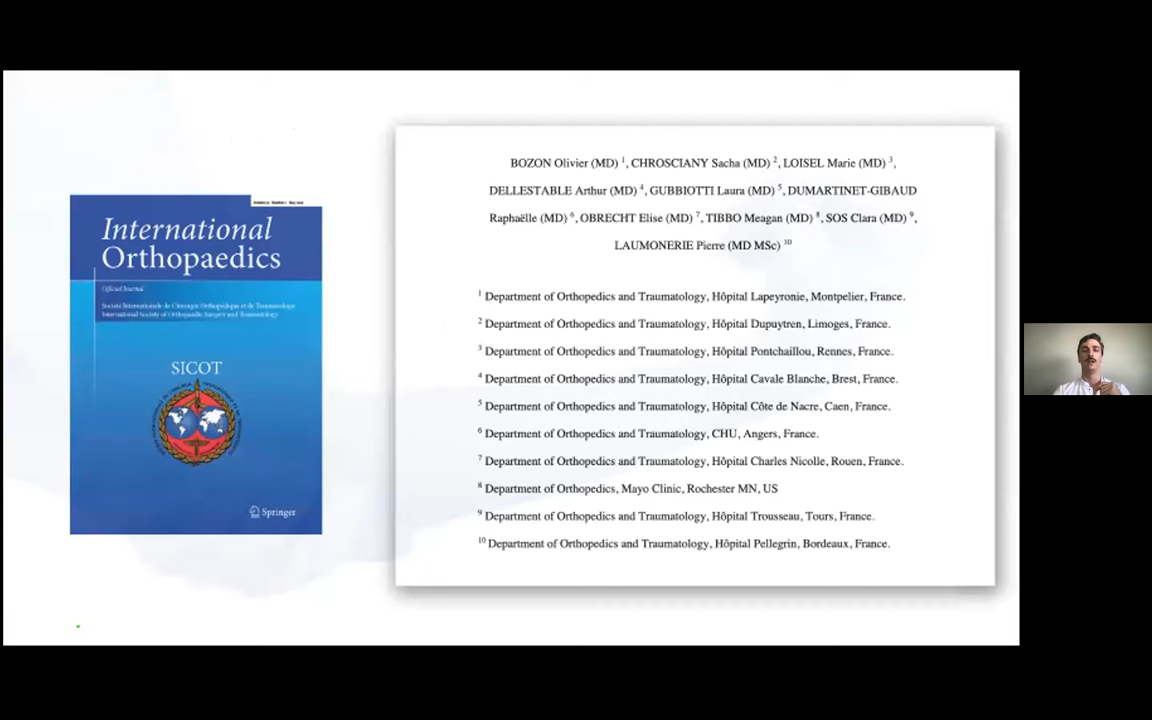 International
Orthopaedics
Official Journal
Société Internationale de Chirurgie Orthopédique et de Traumatologie
International Society of Orthopaedic Surgery and Traumatology
SICOT
Springer
BOZON Olivier (MD) 1, CHROSCIANY Sacha (MD) 2, LOISEL Marie (MD) 3,
DELLESTABLE Arthur (MD) 4, GUBBIOTTI Laura (MD) 5, DUMARTINET-GIBAUD
Raphaëlle (MD) 6, OBRECHT Elise (MD) 7, TIBBO Meagan (MD) 8, SOS Clara (MD) 9,
LAUMONERIE Pierre (MD MSc) 10
1 Department of Orthopedics and Traumatology, Hôpital Lapeyronie, Montpelier, France.
2 Department of Orthopedics and Traumatology, Hôpital Dupuytren, Limoges, France.
3 Department of Orthopedics and Traumatology, Hôpital Pontchaillou, Rennes, France.
4 Department of Orthopedics and Traumatology, Hôpital Cavale Blanche, Brest, France.
5 Department of Orthopedics and Traumatology, Hôpital Côte de Nacre, Caen, France.
6 Department of Orthopedics and Traumatology, CHU, Angers, France.
7 Department of Orthopedics and Traumatology, Hôpital Charles Nicolle, Rouen, France.
8 Department of Orthopedics, Mayo Clinic, Rochester MN, US
9 Department of Orthopedics and Traumatology, Hôpital Trousseau, Tours, France.
10 Department of Orthopedics and Traumatology, Hôpital Pellegrin, Bordeaux, France.